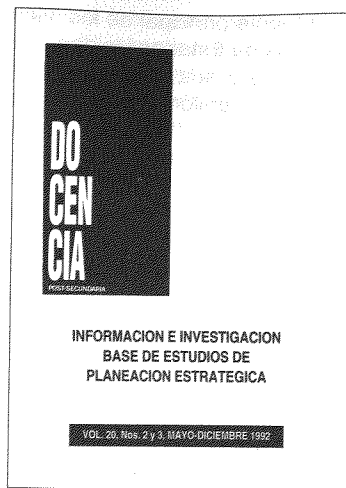 DO
CEN
CIA
POST-SECUNDARIA
INFORMACION E INVESTIGACION
BASE DE ESTUDIOS DE
PLANEACION ESTRATEGICA
VOL. 20, Nos. 2 y 3, MAYO-DICIEMBRE 1992